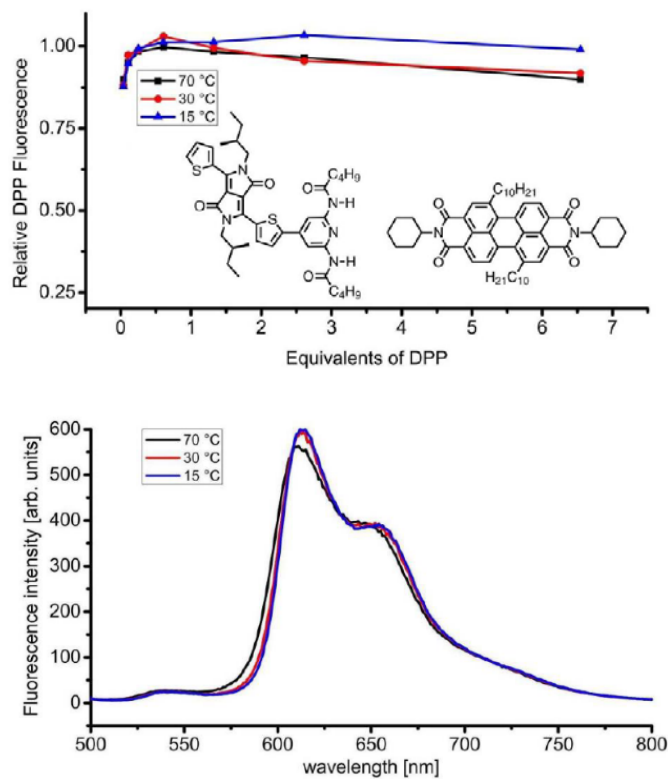 Relative DPP Fluorescence
1.00
0.75
0.50
0.25
70 °C
30 °C
15 °C
S
N
O
O
N
S
O
C4H9
N-H
N
N-H
O
C4H9
C10H21
O
O
N
N
O
O
H21C10
0 1 2 3 4 5 6 7
Equivalents of DPP
Fluorescence intensity [arb. units]
600
500
400
300
200
100
0
70 °C
30 °C
15 °C
500 550 600 650 700 750 800
wavelength [nm]